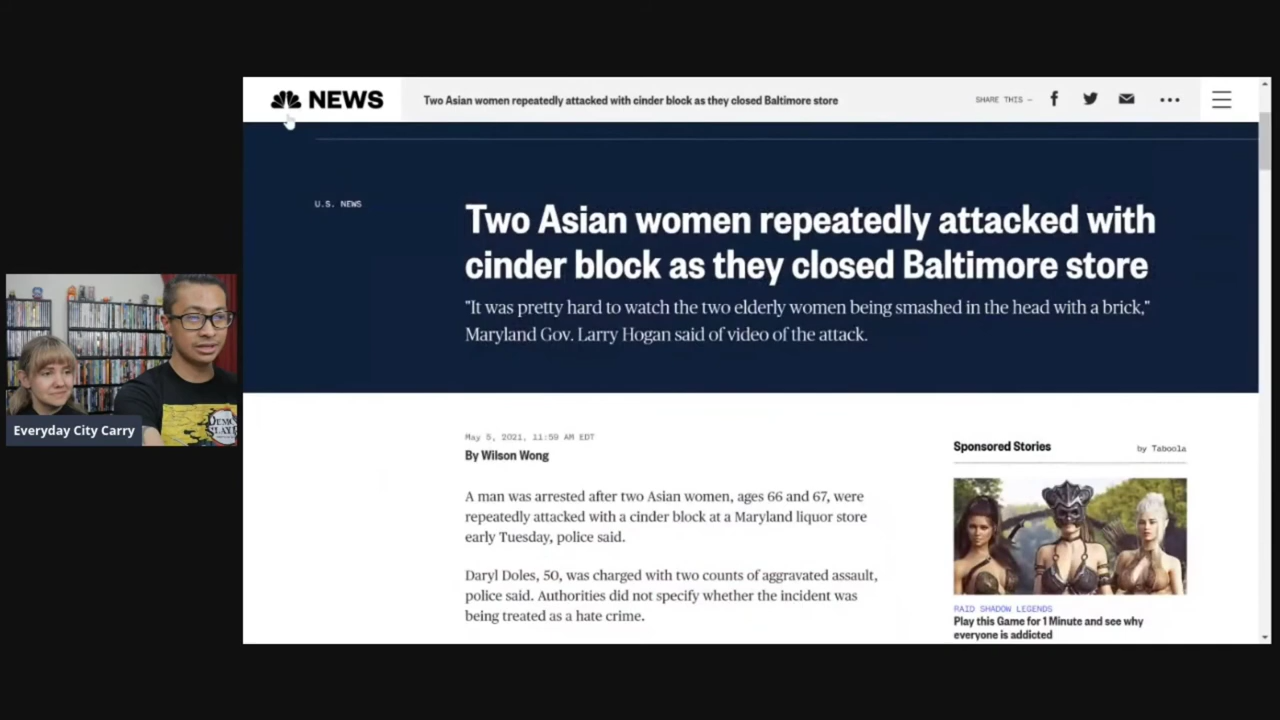 NEWS
Two Asian women repeatedly attacked with cinder block as they closed Baltimore store
SHARE THIS —
U.S. NEWS
Two Asian women repeatedly attacked with
cinder block as they closed Baltimore store
"It was pretty hard to watch the two elderly women being smashed in the head with a brick,"
Maryland Gov. Larry Hogan said of video of the attack.
May 5, 2021, 11:59 AM EDT
By Wilson Wong
A man was arrested after two Asian women, ages 66 and 67, were
repeatedly attacked with a cinder block at a Maryland liquor store
early Tuesday, police said.
Daryl Doles, 50, was charged with two counts of aggravated assault,
police said. Authorities did not specify whether the incident was
being treated as a hate crime.
Sponsored Stories
by Taboola
RAID SHADOW LEGENDS
Play this Game for 1 Minute and see why
everyone is addicted
Everyday City Carry